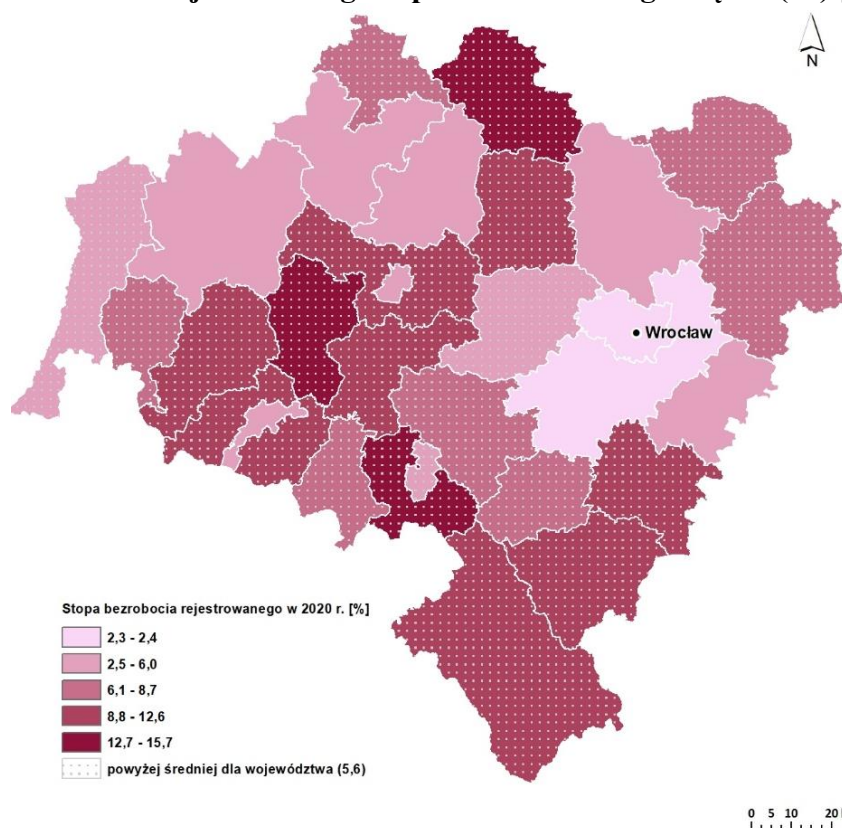 N
Wrocław
Stopa bezrobocia rejestrowanego w 2020 r. [%]
2,3 - 2,4
2,5 - 6,0
6,1 - 8,7
8,8 - 12,6
12,7 - 15,7
powyżej średniej dla województwa (5,6)
0 5 10 20